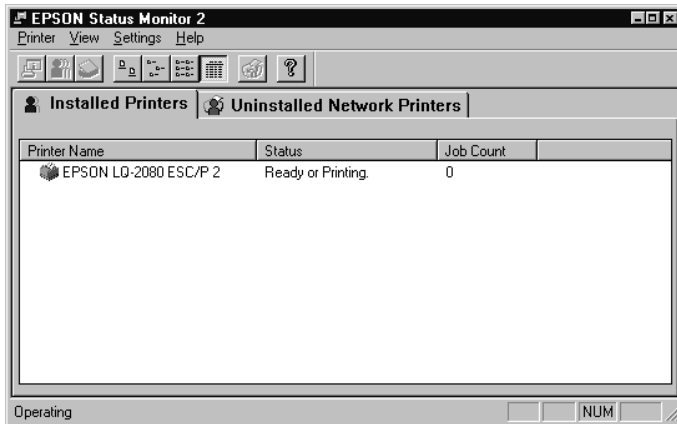 EPSON Status Monitor 2
Printer View Settings Help
Installed Printers Uninstalled Network Printers
Printer Name Status Job Count
EPSON LQ-2080 ESC/P 2 Ready or Printing. 0
Operating NUM